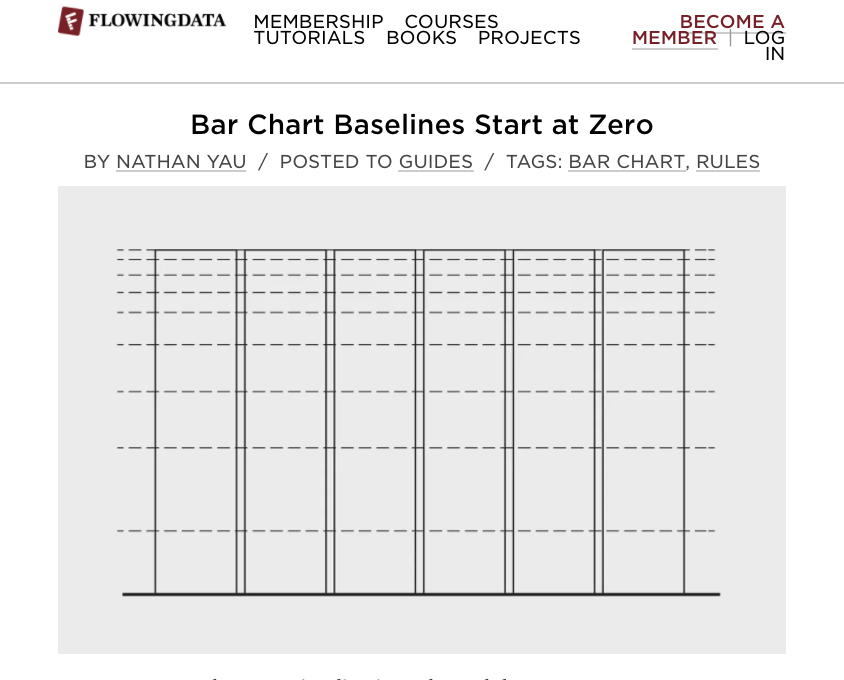 FLOWINGDATA
MEMBERSHIP COURSES
TUTORIALS BOOKS PROJECTS
BECOME A
MEMBER | LOG
IN
Bar Chart Baselines Start at Zero
BY NATHAN YAU / POSTED TO GUIDES / TAGS: BAR CHART, RULES